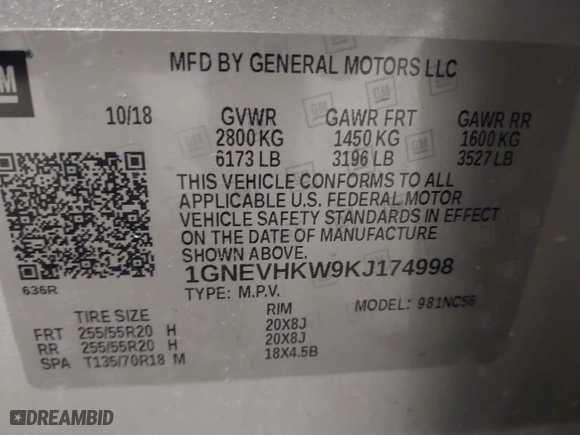 GM
MFD BY GENERAL MOTORS LLC
10/18 GVWR GAWR FRT GAWR RR
2800 KG 1450 KG 1600 KG
6173 LB 3196 LB 3527 LB
THIS VEHICLE CONFORMS TO ALL
APPLICABLE U.S. FEDERAL MOTOR
VEHICLE SAFETY STANDARDS IN EFFECT
ON THE DATE OF MANUFACTURE
SHOWN ABOVE.
1GNEVHKW9KJ174998
636R
TYPE: M.P.V. MODEL: 981NC56
TIRE SIZE RIM
FRT 255/55R20 H 20X8J
RR 255/55R20 H 20X8J
SPA T135/70R18 M 18X4.5B
DREAMBID